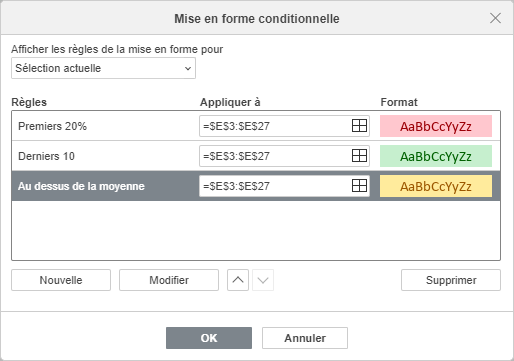 Mise en forme conditionnelle
Afficher les règles de la mise en forme pour
Sélection actuelle
Règles Appliquer à Format
Premiers 20% =$E$3:$E$27 AaBbCcYyZz
Derniers 10 =$E$3:$E$27 AaBbCcYyZz
Au dessus de la moyenne =$E$3:$E$27 AaBbCcYyZz
Nouvelle Modifier Supprimer
OK Annuler